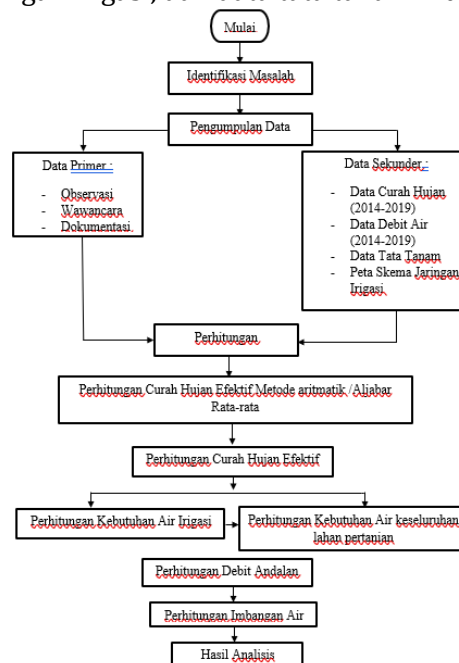 Mulai
Identifikasi Masalah
Pengumpulan Data
Data Primer :
- Observasi
- Wawancara
- Dokumentasi.
Data Sekunder :
- Data Curah Hujan
(2014-2019)
- Data Debit Air
(2014-2019)
- Data Tata Tanam
- Peta Skema Jaringan
Irigasi
Perhitungan
Perhitungan Curah Hujan Efektif Metode aritmatik /Aljabar
Rata-rata
Perhitungan Curah Hujan Efektif
Perhitungan Kebutuhan Air Irigasi
Perhitungan Kebutuhan Air keseluruhan
lahan pertanian
Perhitungan Debit Andalan
Perhitungan Imbangan Air
Hasil Analisis